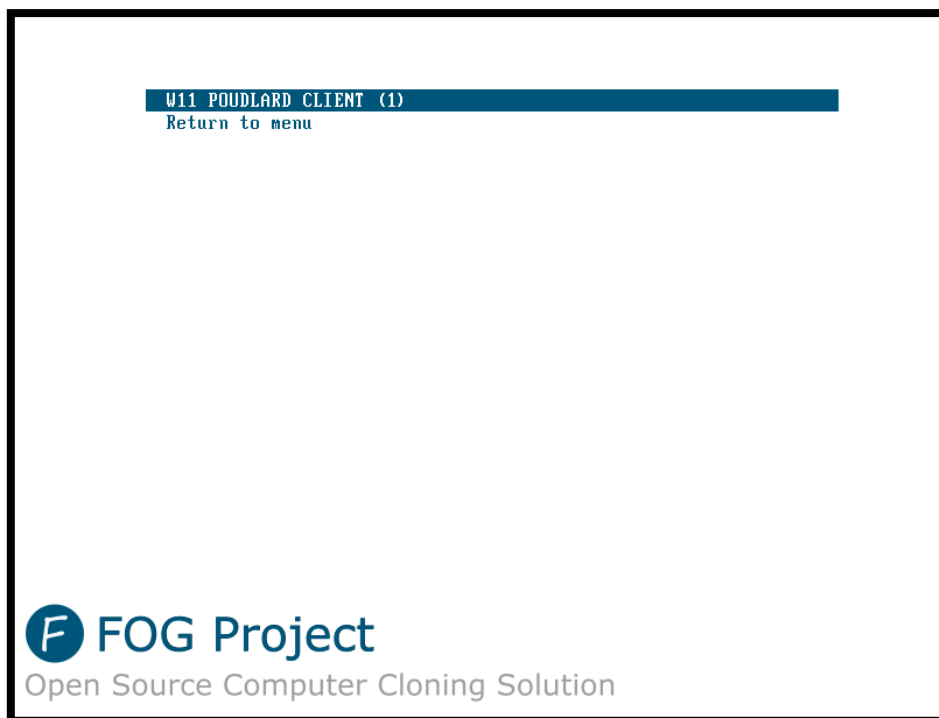 W11 POUDLARD CLIENT (1)
Return to menu
F FOG Project
Open Source Computer Cloning Solution